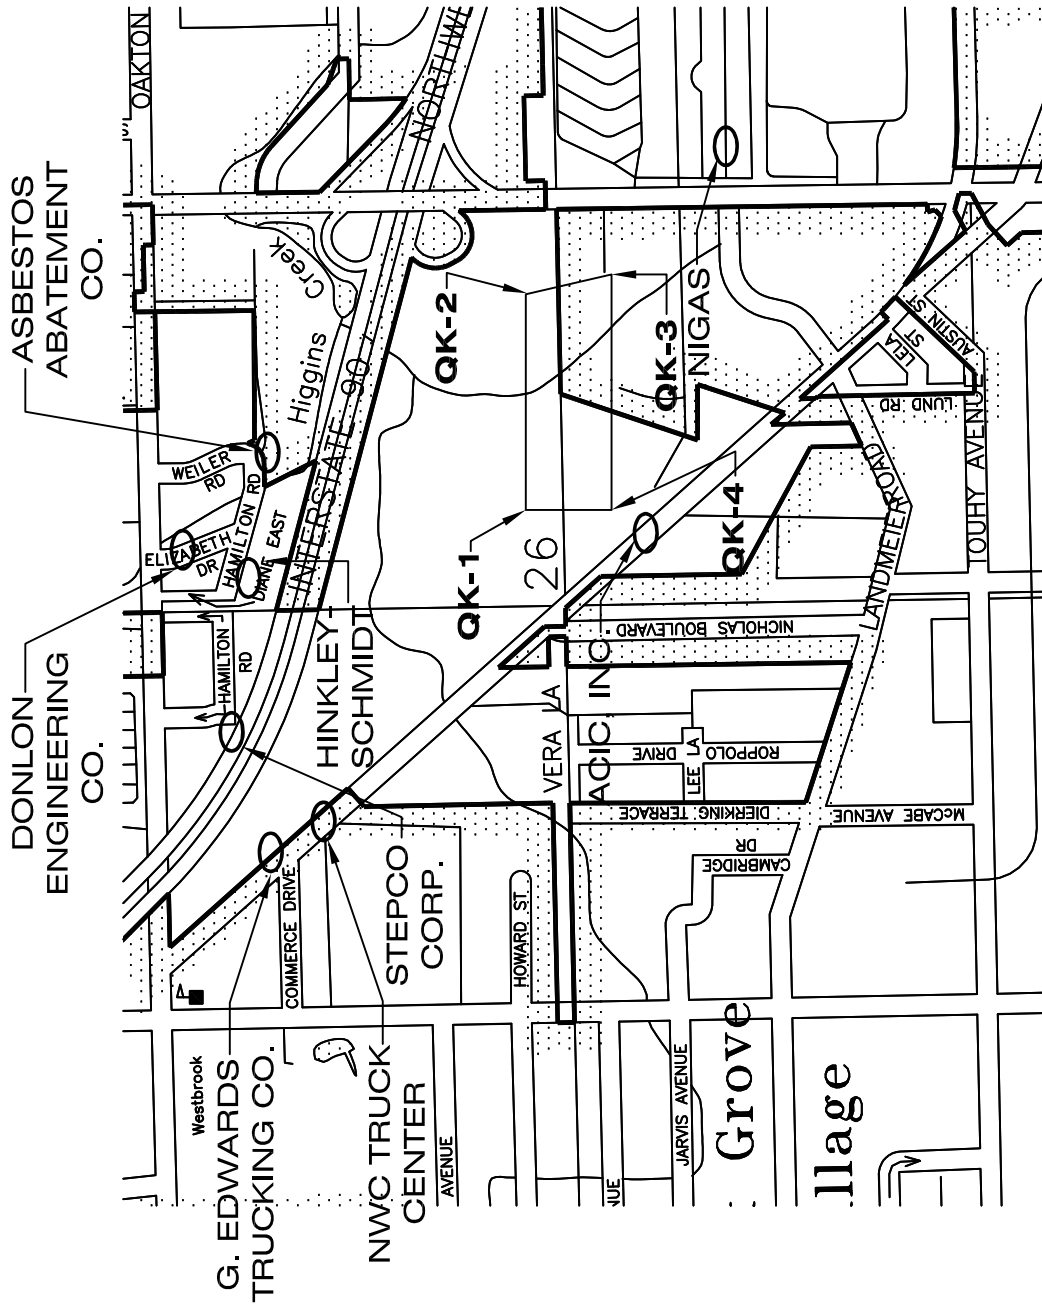 ASBESTOS
ABATEMENT
CO.
DONLON
ENGINEERING
CO.
OAKTON
NORTHW
WEILER
RD
ELIZABETH
DR
HAMILTON RD
DIANE EAST
HAMILTON
RD
Higgins
Creek
INTERSTATE 90
HINKLEY-
SCHMIDT
STEPCO
CORP.
G. EDWARDS
TRUCKING CO.
NWC TRUCK
CENTER
Westbrook
COMMERCE DRIVE
HOWARD ST
AVENUE
QK-1
QK-2
QK-3
QK-4
NIGAS
26
VERA LA
ACIC, INC.
NICHOLAS BOULEVARD
LANDMEIER ROAD
LUND RD
LELA ST
AUSTIN ST
TOUHY AVENUE
ROPPOLO
DRIVE
LEE LA
DIERKING TERRACE
McCABE AVENUE
CAMBRIDGE
DR
JARVIS AVENUE
NUE
Grove
llage